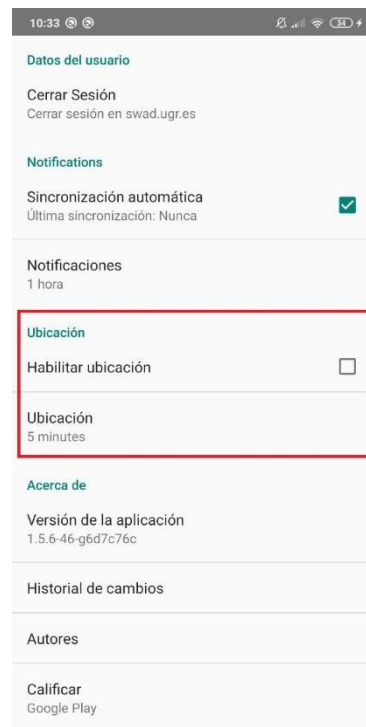 10:33
34
Datos del usuario
Cerrar Sesión
Cerrar sesión en swad.ugr.es
Notifications
Sincronización automática
Última sincronización: Nunca
Notificaciones
1 hora
Ubicación
Habilitar ubicación
Ubicación
5 minutes
Acerca de
Versión de la aplicación
1.5.6-46-g6d7c76c
Historial de cambios
Autores
Calificar
Google Play